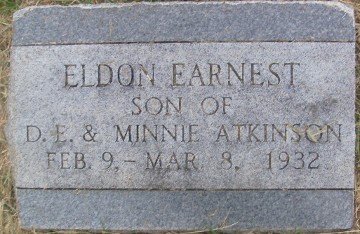 ELDON EARNEST
SON OF
D. E. & MINNIE ATKINSON
FEB. 9, - MAR. 8, 1932